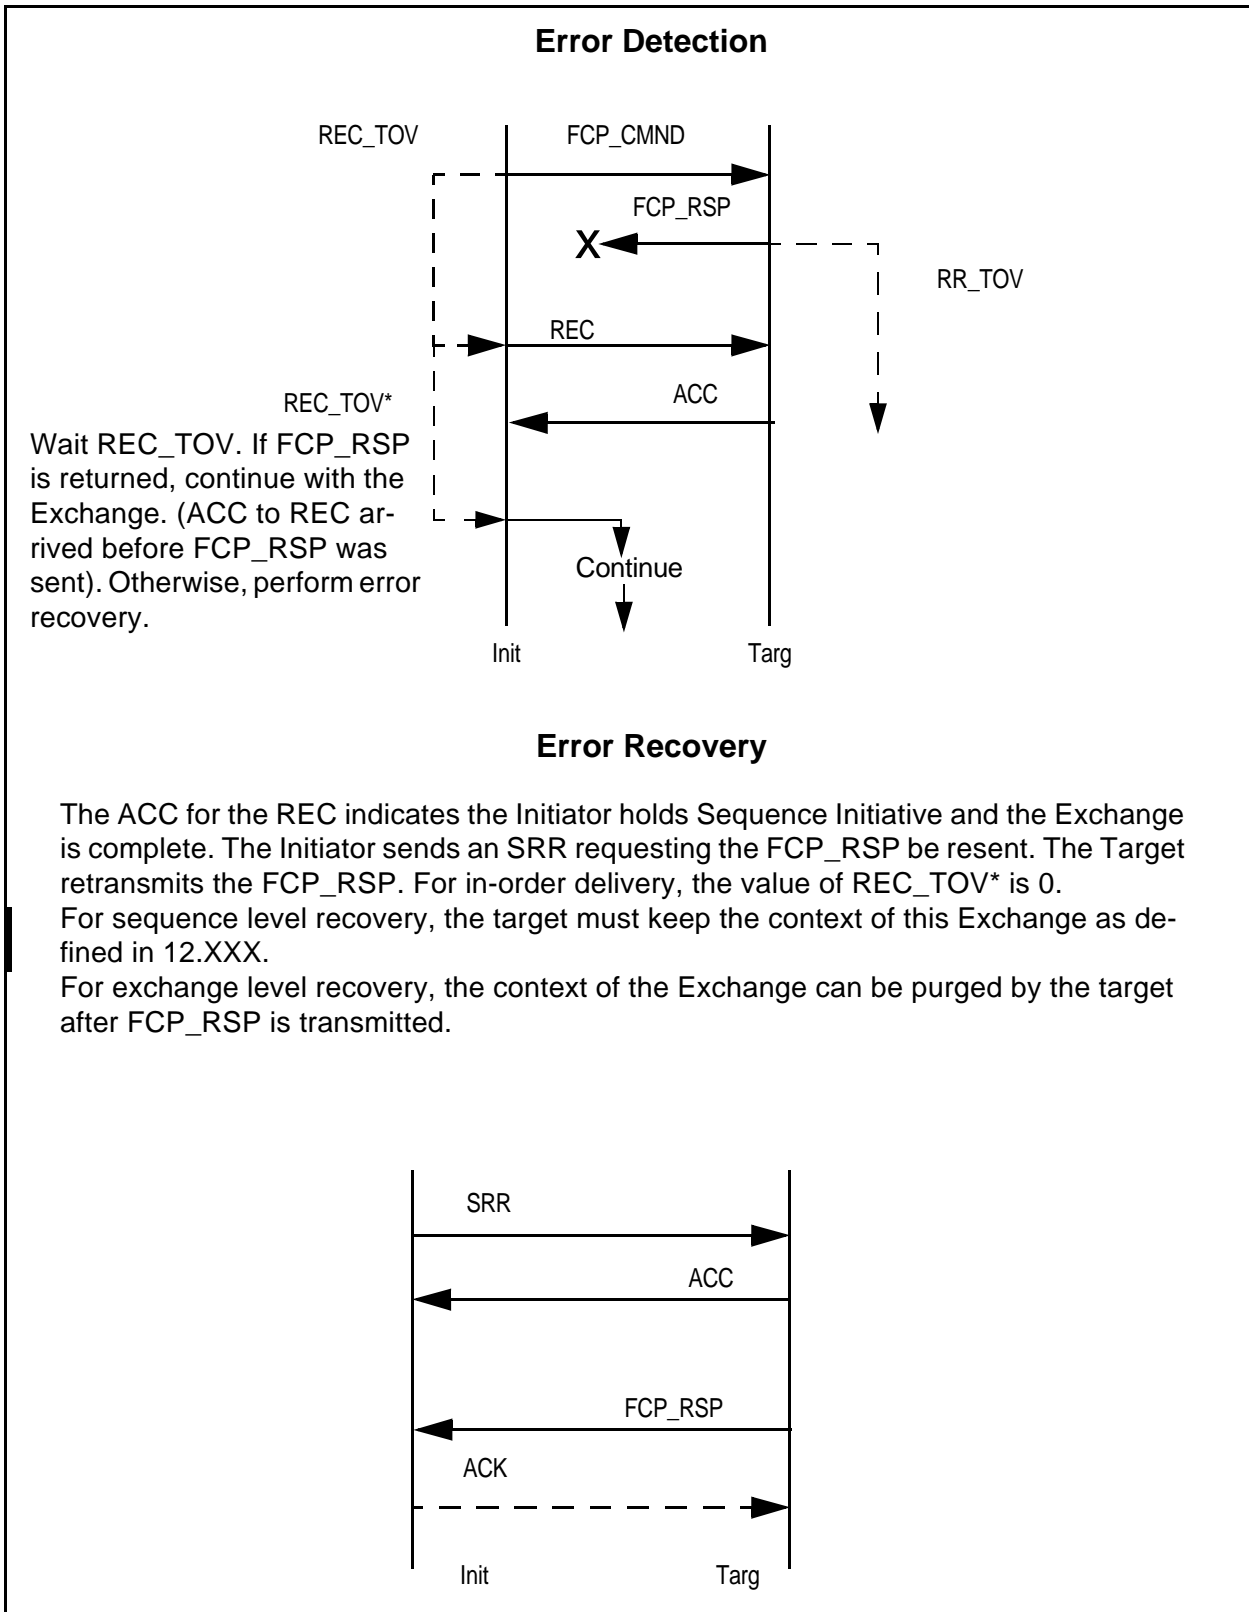 Error Detection
REC_TOV
FCP_CMND
FCP_RSP
X
RR_TOV
REC
REC_TOV*
ACC
Wait REC_TOV. If FCP_RSP
is returned, continue with the
Exchange. (ACC to REC ar-
rived before FCP_RSP was
sent). Otherwise, perform error
recovery.
Continue
Init
Targ
Error Recovery
The ACC for the REC indicates the Initiator holds Sequence Initiative and the Exchange
is complete. The Initiator sends an SRR requesting the FCP_RSP be resent. The Target
retransmits the FCP_RSP. For in-order delivery, the value of REC_TOV* is 0.
For sequence level recovery, the target must keep the context of this Exchange as de-
fined in 12.XXX.
For exchange level recovery, the context of the Exchange can be purged by the target
after FCP_RSP is transmitted.
SRR
ACC
FCP_RSP
ACK
Init
Targ